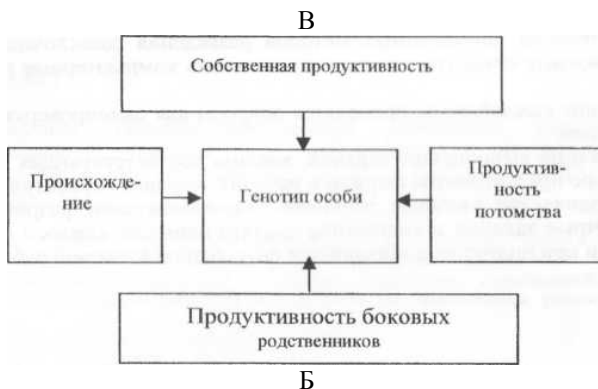 В
Собственная продуктивность
Происхожде-
ние
Генотип особи
Продуктив-
ность
потомства
Продуктивность боковых
родственников
Б